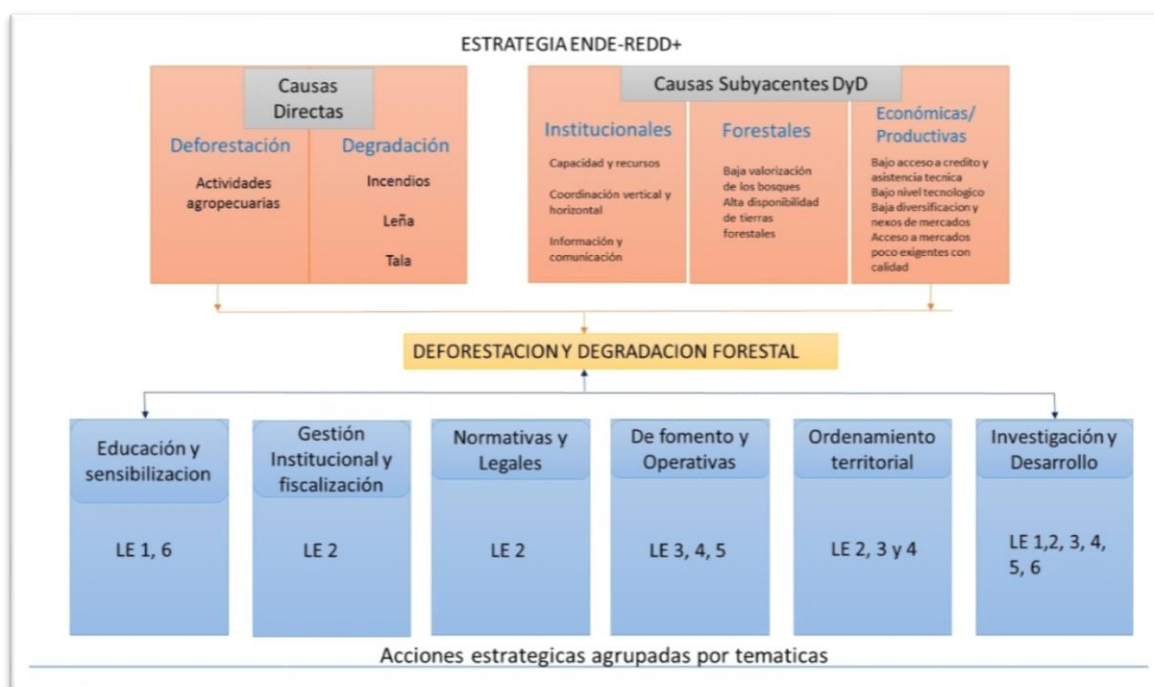 ESTRATEGIA ENDE-REDD+
Causas
Directas
Deforestación
Actividades
agropecuarias
Degradación
Incendios
Leña
Tala
Causas Subyacentes DyD
Institucionales
Capacidad y recursos
Coordinación vertical y
horizontal
Información y
comunicación
Forestales
Baja valorización
de los bosques
Alta disponibilidad
de tierras
forestales
Económicas/
Productivas
Bajo acceso a credito y
asistencia tecnica
Bajo nivel tecnologico
Baja diversificacion y
nexos de mercados
Acceso a mercados
poco exigentes con
calidad
DEFORESTACION Y DEGRADACION FORESTAL
Educación y
sensibilizacion
LE 1, 6
Gestión
Institucional y
fiscalización
LE 2
Normativas y
Legales
LE 2
De fomento y
Operativas
LE 3, 4, 5
Ordenamiento
territorial
LE 2, 3 y 4
Investigación y
Desarrollo
LE 1,2, 3, 4,
5, 6
Acciones estrategicas agrupadas por tematicas